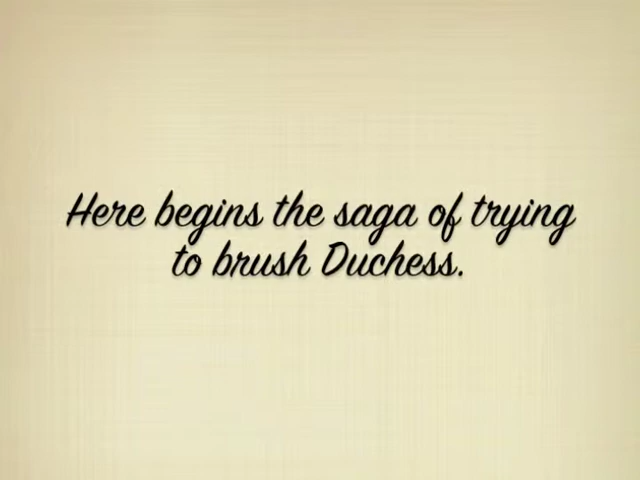 Here begins the saga of trying
to brush Duchess.